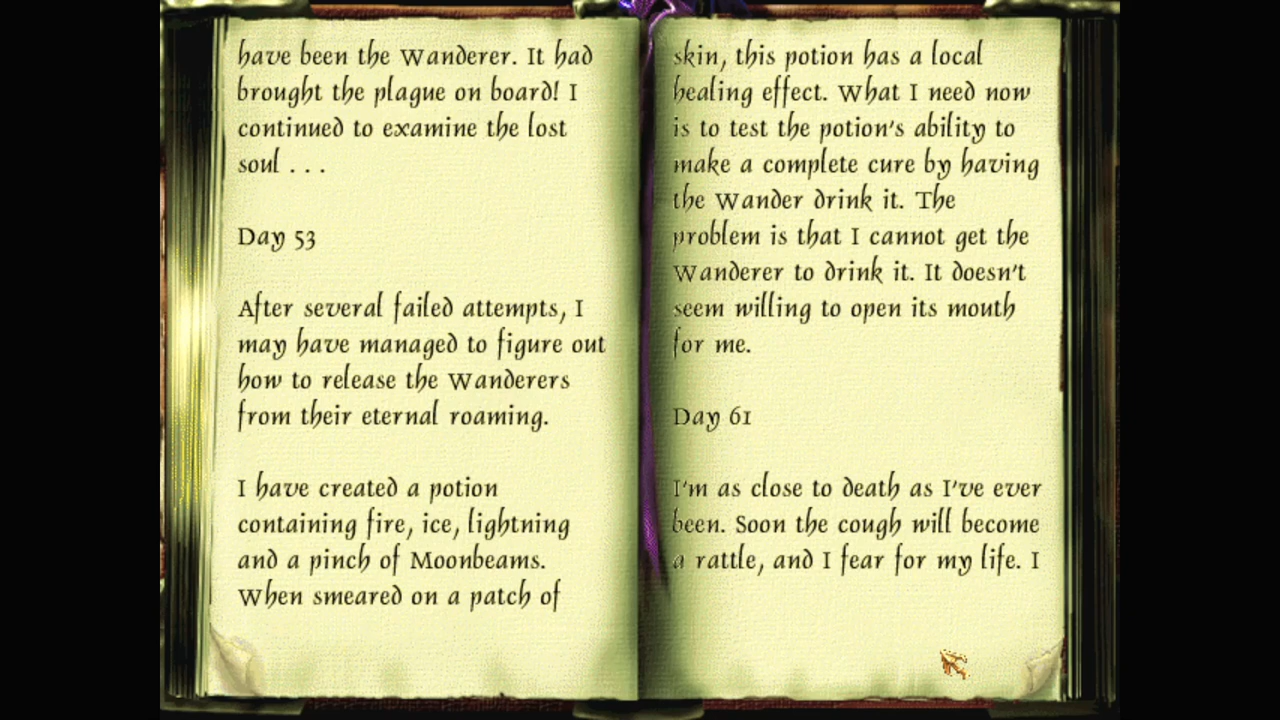 have been the Wanderer. It had
brought the plague on board! I
continued to examine the lost
soul . . .
Day 53
After several failed attempts, I
may have managed to figure out
how to release the Wanderers
from their eternal roaming.
I have created a potion
containing fire, ice, lightning
and a pinch of Moonbeams.
When smeared on a patch of
skin, this potion has a local
healing effect. What I need now
is to test the potion's ability to
make a complete cure by having
the Wander drink it. The
problem is that I cannot get the
Wanderer to drink it. It doesn't
seem willing to open its mouth
for me.
Day 61
I'm as close to death as I've ever
been. Soon the cough will become
a rattle, and I fear for my life. I